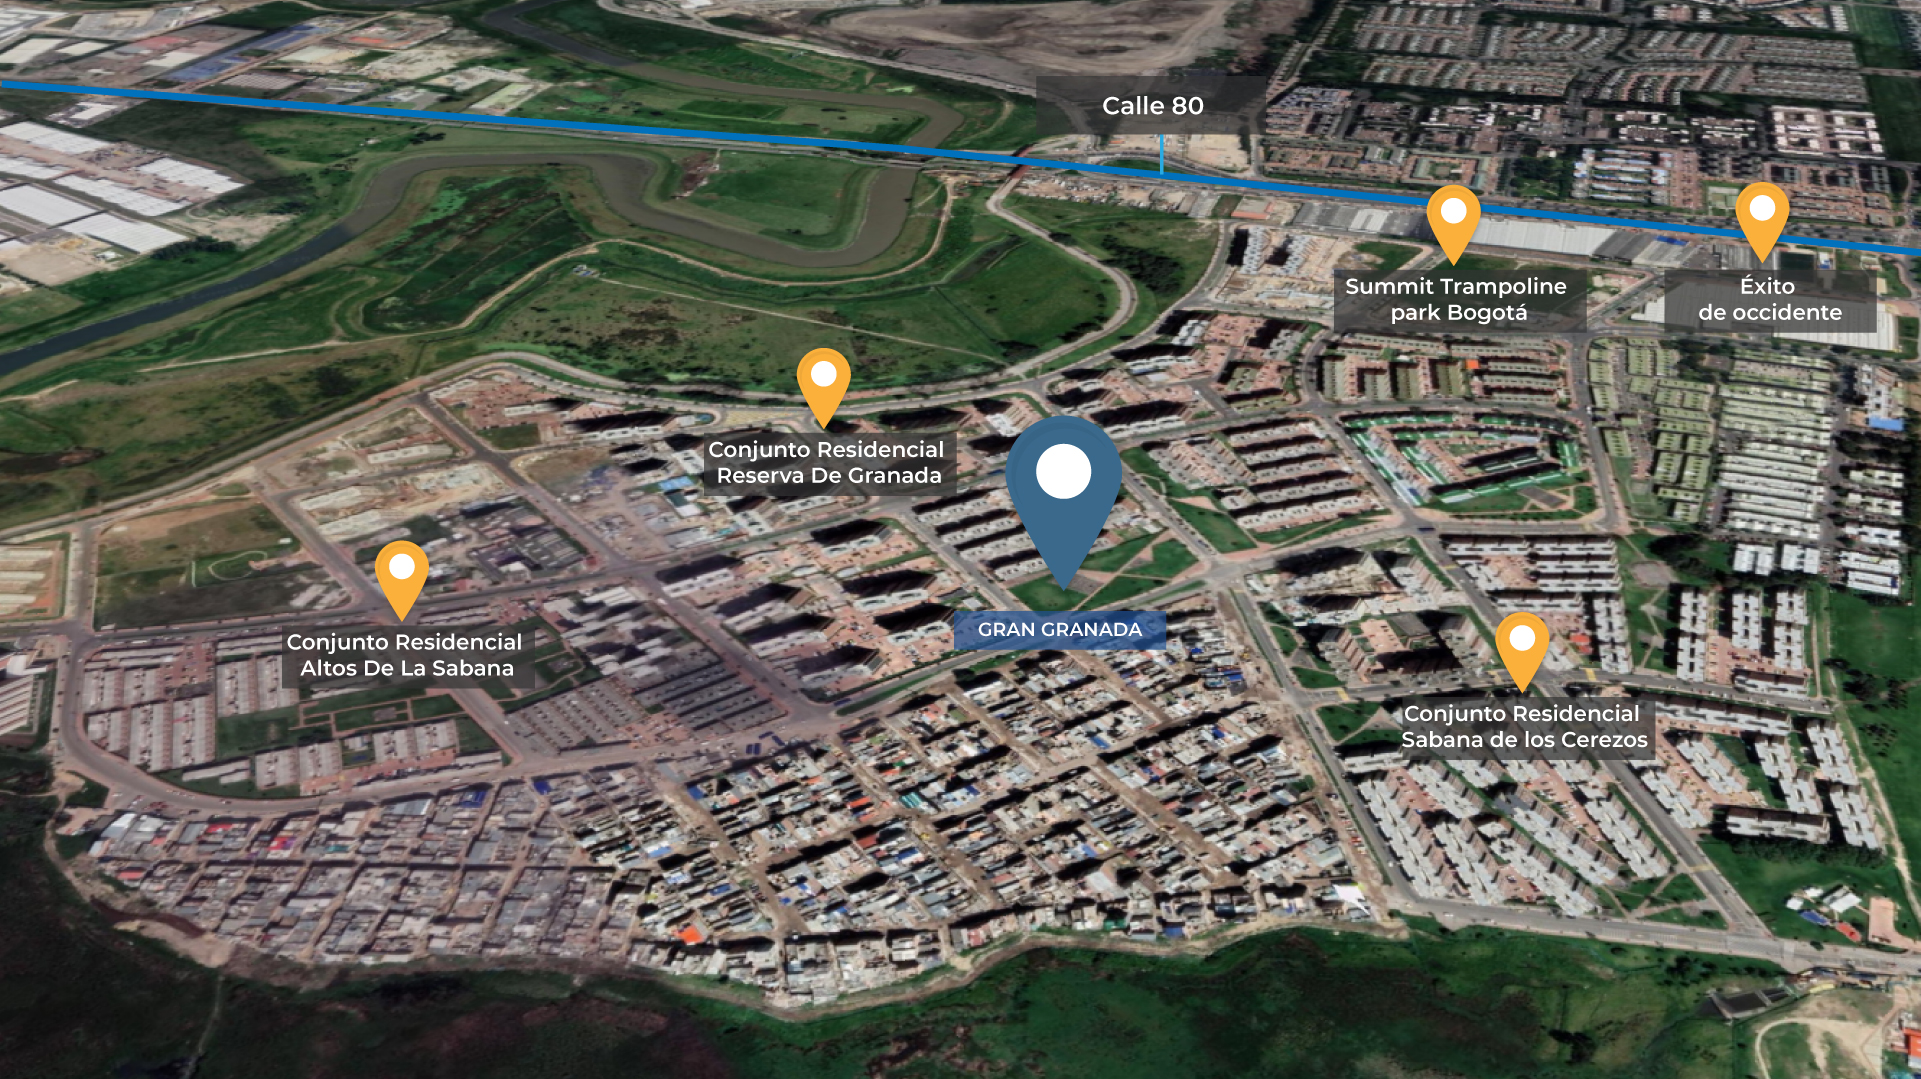 Calle 80
Summit Trampoline
park Bogotá
Éxito
de occidente
Conjunto Residencial
Reserva De Granada
GRAN GRANADA
Conjunto Residencial
Altos De La Sabana
Conjunto Residencial
Sabana de los Cerezos